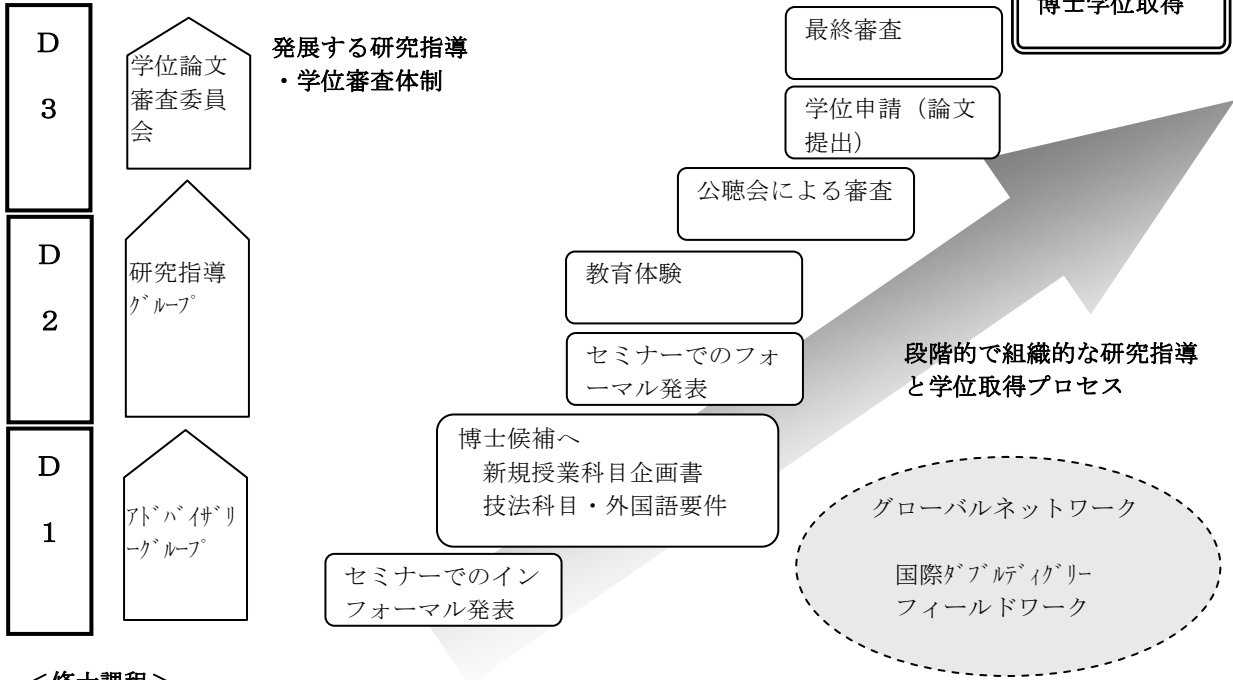 博士学位取得
最終審査
D
3
学位論文
審査委員
会
発展する研究指導
・学位審査体制
学位申請（論文
提出）
公聴会による審査
D
2
研究指導
ｸﾞﾙｰﾌﾟ
教育体験
セミナーでのフォ
ーマル発表
段階的で組織的な研究指導
と学位取得プロセス
D
1
ｱﾄﾞﾊﾞｲｻﾞﾘ
ｰｸﾞﾙｰﾌﾟ
博士候補へ
新規授業科目企画書
技法科目・外国語要件
セミナーでのイン
フォーマル発表
グローバルネットワーク
国際ﾀﾞﾌﾞﾙﾃﾞｨｸﾞﾘｰ
フィールドワーク
＜修士課程＞